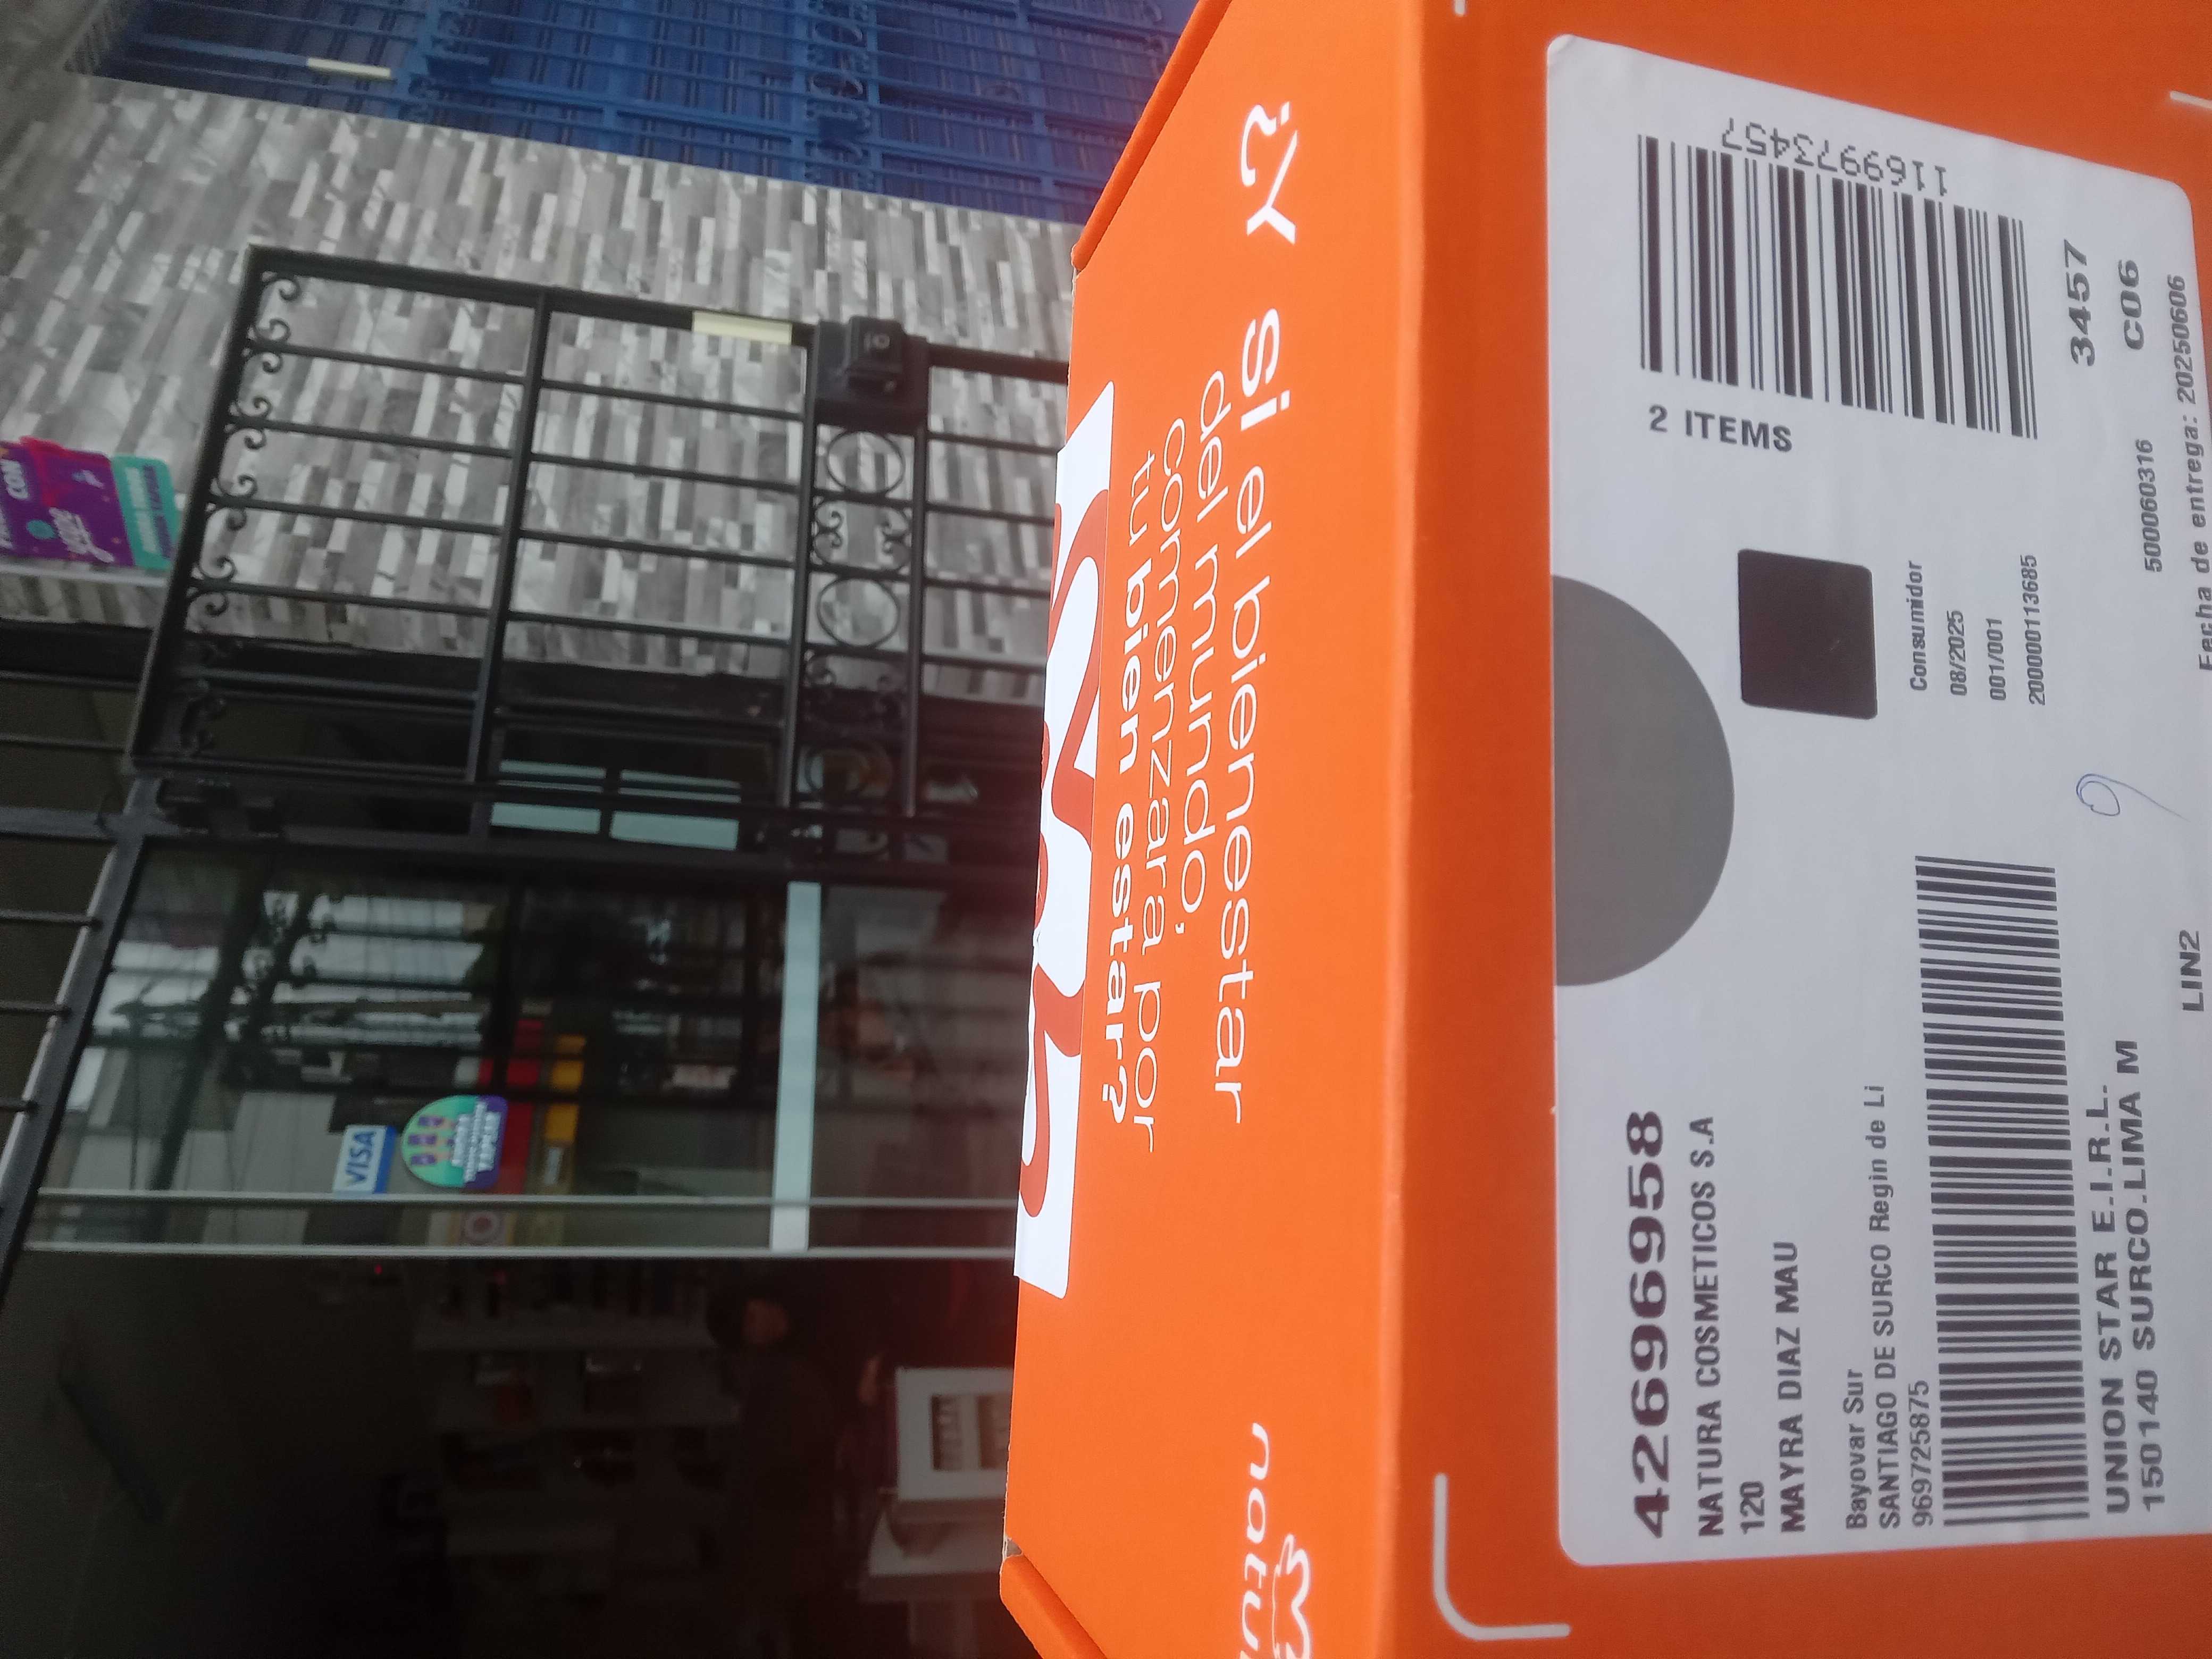 ¿Y si el bienestar
del mundo,
comenzara por
tu bien estar?
42696958
NATURA COSMETICOS S.A
120
MAYRA DIAZ MAU
Bayovar Sur
SANTIAGO DE SURCO Regin de Li
969725875
UNION STAR E.I.R.L.
150140 SURCO.LIMA M
LIN2
2 ITEMS
1169973457
Consumidor
08/2025
001/001
2000001113685
3457
C06
500060316
Fecha de entrega: 20250606
VISA
CON